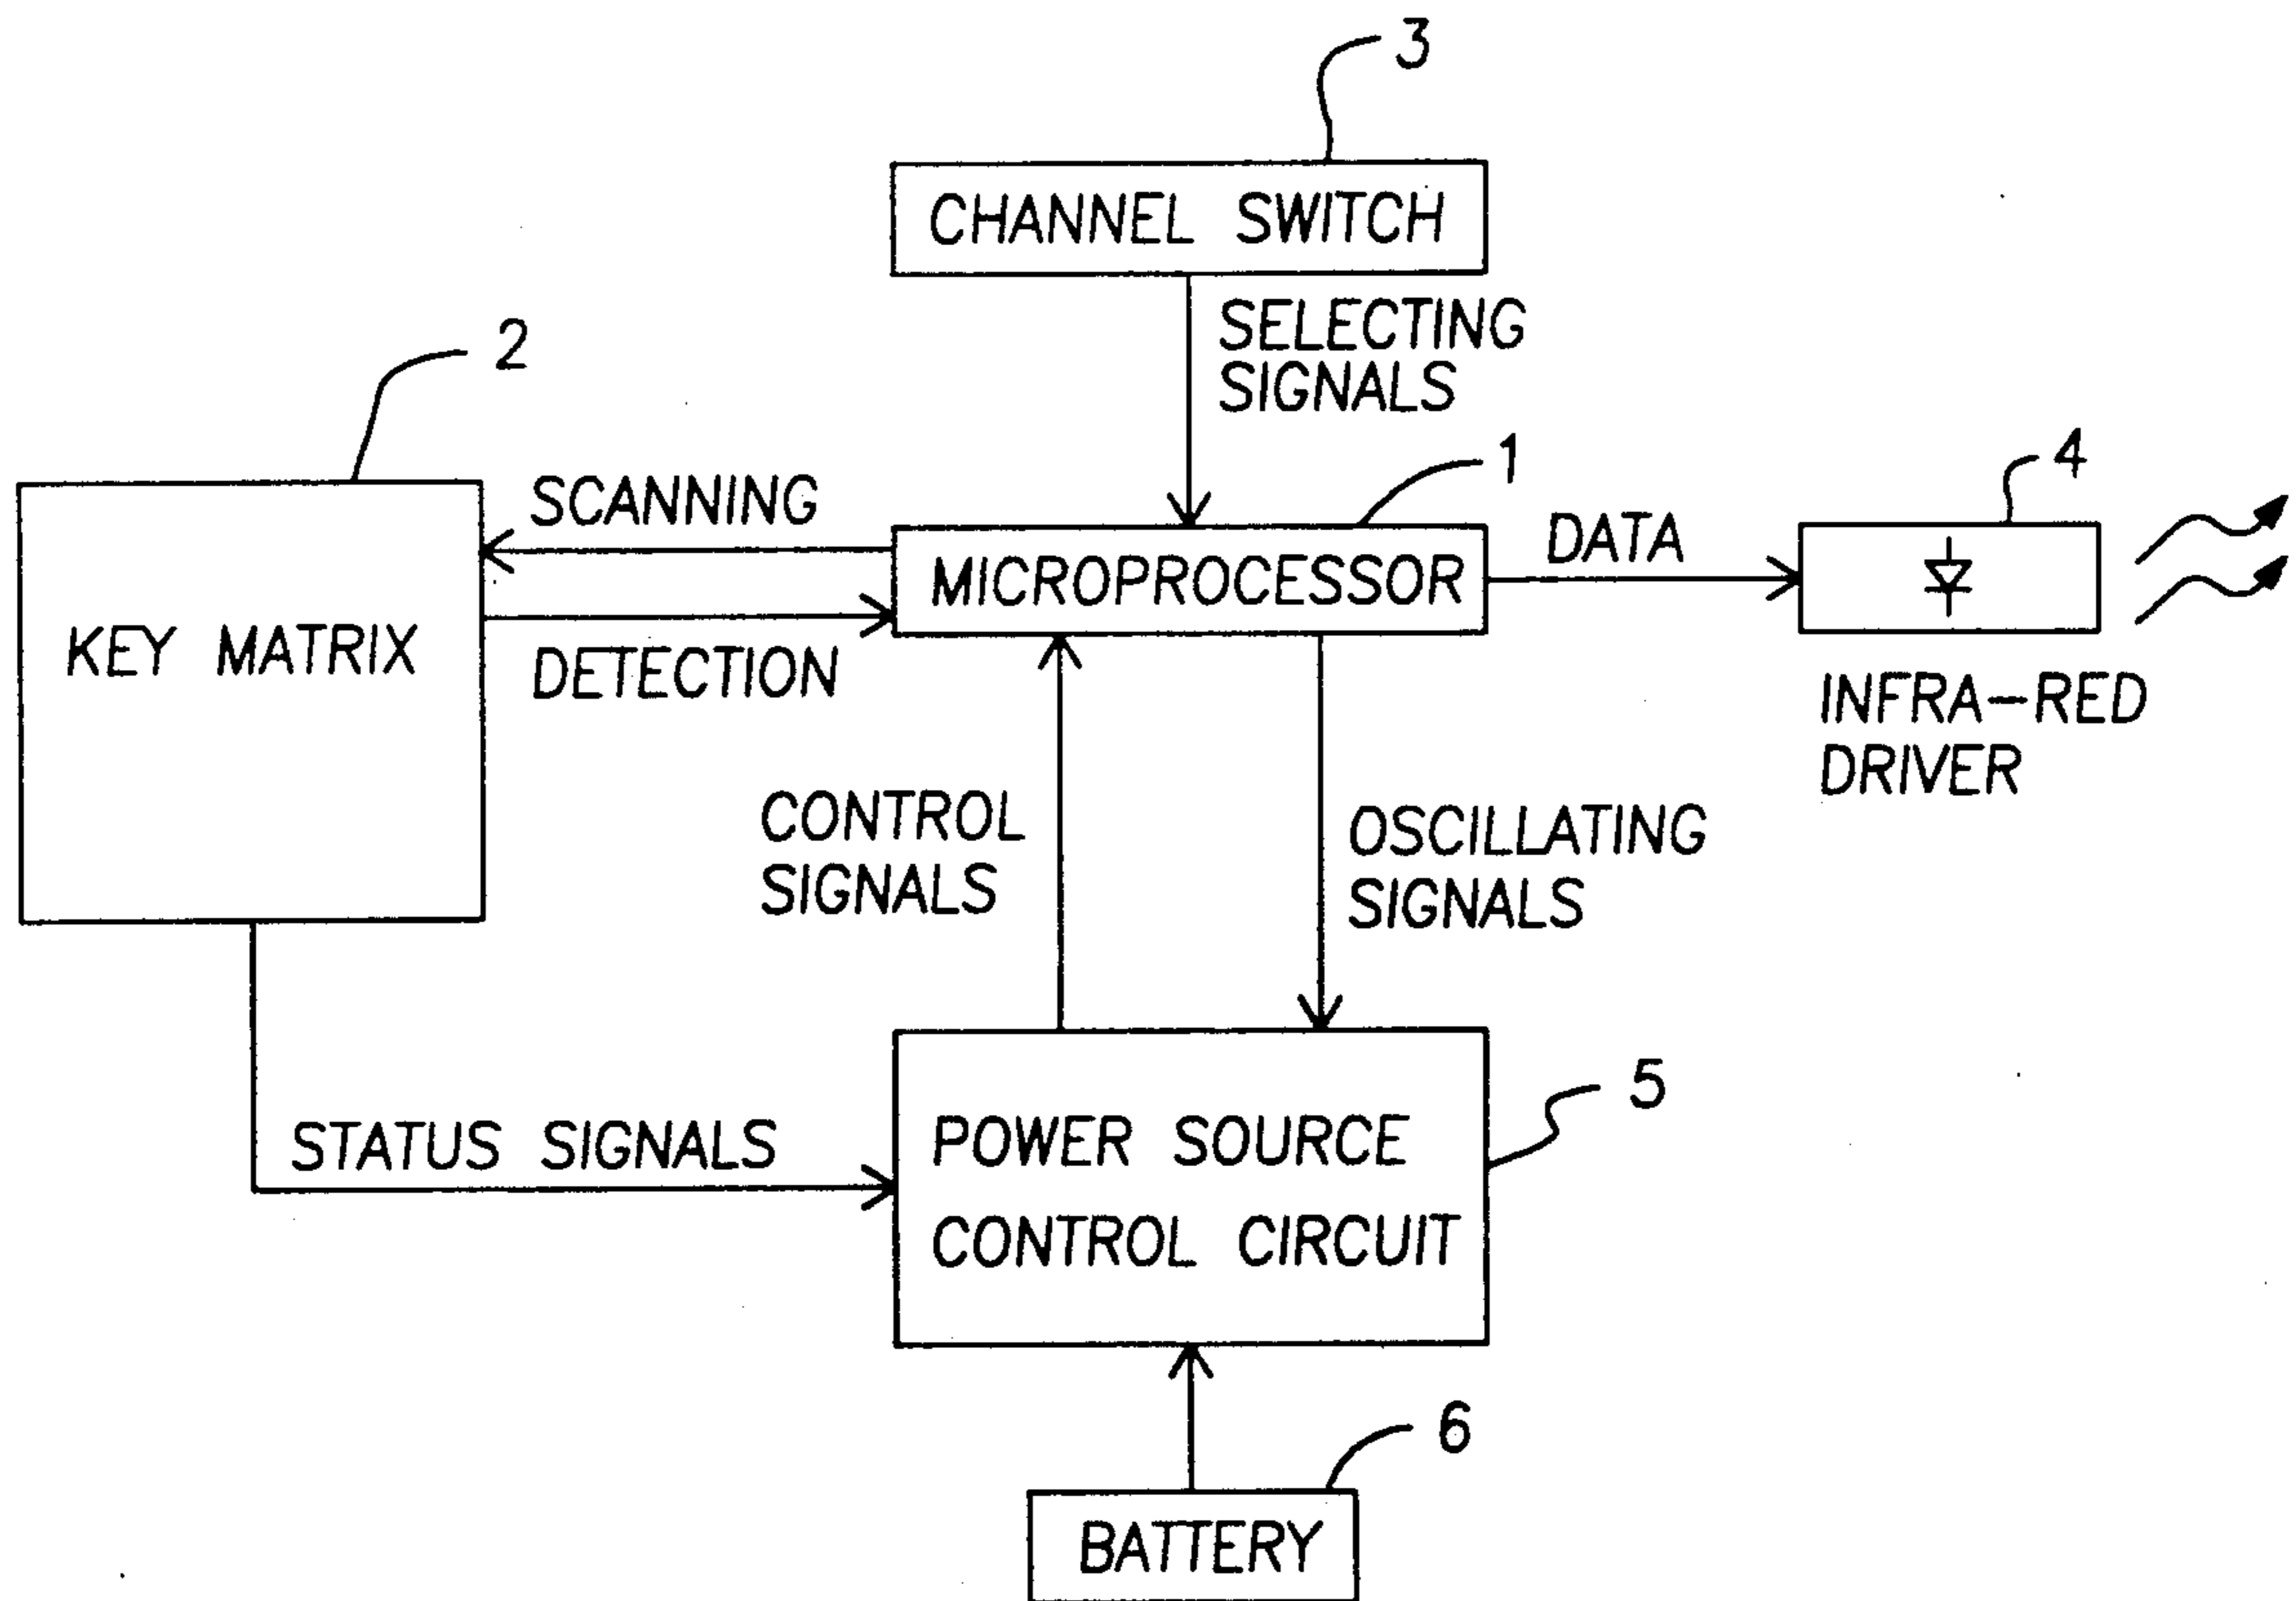 3
CHANNEL SWITCH
SELECTING
SIGNALS
2
1
4
SCANNING
DATA
MICROPROCESSOR
KEY MATRIX
DETECTION
INFRA-RED
DRIVER
CONTROL
SIGNALS
OSCILLATING
SIGNALS
5
STATUS SIGNALS
POWER SOURCE
CONTROL CIRCUIT
6
BATTERY